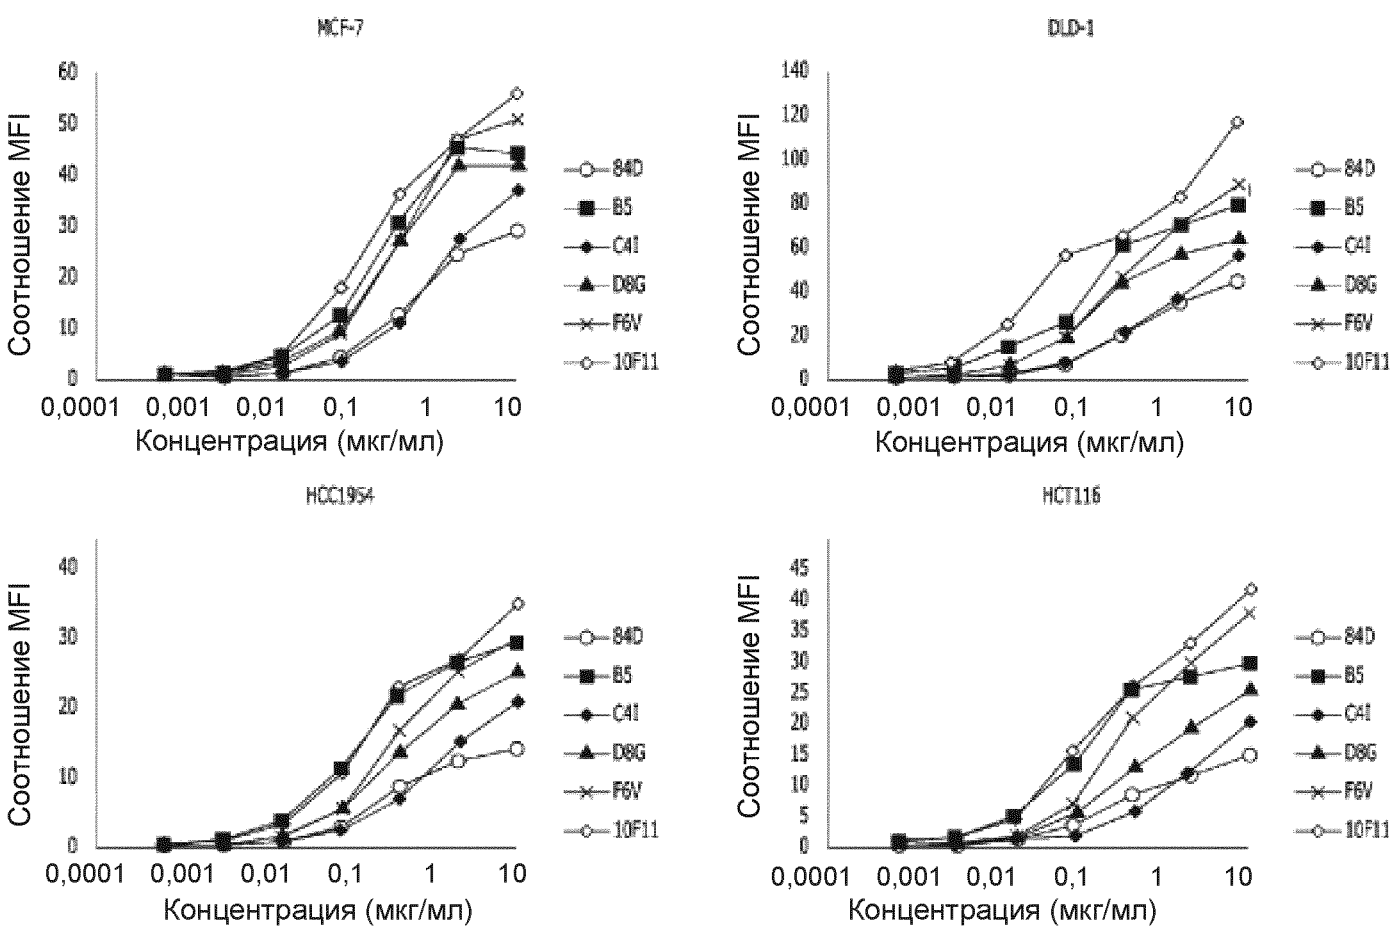 MCF-7
Соотношение MFI
60
50
40
30
20
10
0
0,0001 0,001 0,01 0,1 1 10
Концентрация (мкг/мл)
84D
B5
C4I
D8G
F6V
10F11
DLD-1
Соотношение MFI
140
120
100
80
60
40
20
0
0,0001 0,001 0,01 0,1 1 10
Концентрация (мкг/мл)
84D
B5
C4I
D8G
F6V
10F11
HCC1954
Соотношение MFI
40
30
20
10
0
0,0001 0,001 0,01 0,1 1 10
Концентрация (мкг/мл)
84D
B5
C4I
D8G
F6V
10F11
HCT116
Соотношение MFI
45
40
35
30
25
20
15
10
5
0
0,0001 0,001 0,01 0,1 1 10
Концентрация (мкг/мл)
84D
B5
C4I
D8G
F6V
10F11